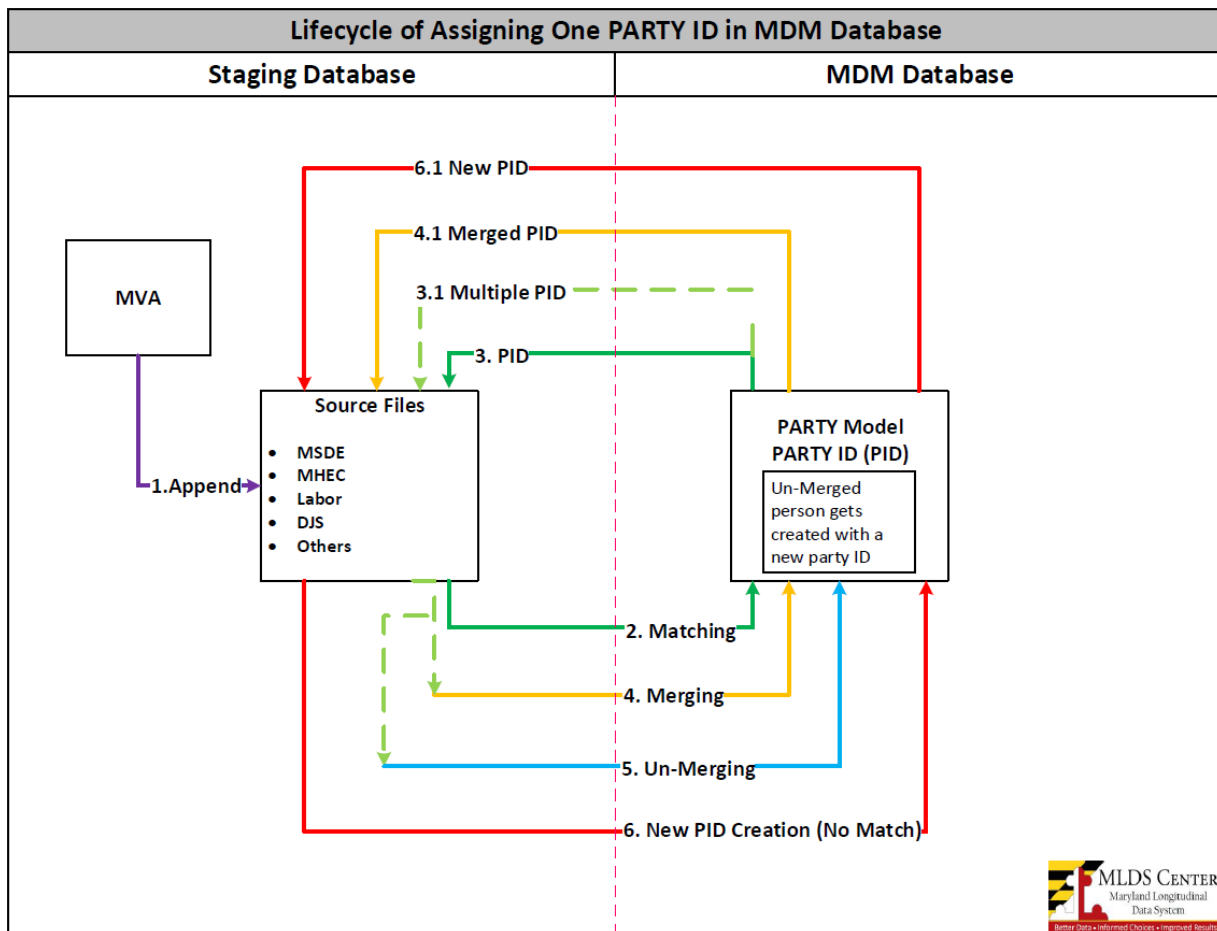 Lifecycle of Assigning One PARTY ID in MDM Database
Staging Database
MDM Database
6.1 New PID
4.1 Merged PID
MVA
3.1 Multiple PID
3. PID
Source Files
• MSDE
• MHEC
• Labor
• DJS
• Others
1.Append
PARTY Model
PARTY ID (PID)
Un-Merged
person gets
created with a
new party ID
2. Matching
4. Merging
5. Un-Merging
6. New PID Creation (No Match)
MLDS CENTER
Maryland Longitudinal
Data System
Better Data • Informed Choices • Improved Results